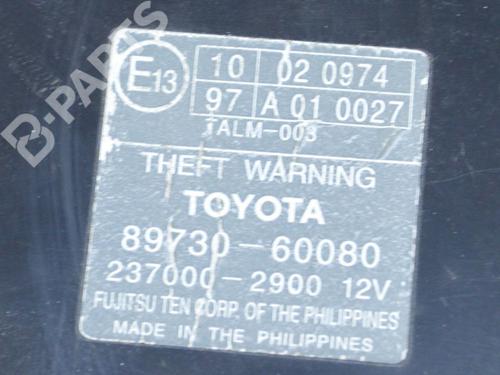 B-PARTS
E13
10 02 0974
97 A 01 0027
TALM-003
THEFT WARNING
TOYOTA
89730-60080
237000-2900 12V
FUJITSU TEN CORP. OF THE PHILIPPINES
MADE IN THE PHILIPPINES